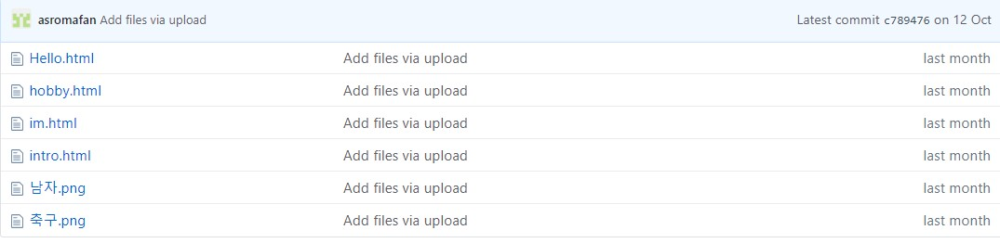 asromafan Add files via upload Latest commit c789476 on 12 Oct
Hello.html Add files via upload last month
hobby.html Add files via upload last month
im.html Add files via upload last month
intro.html Add files via upload last month
남자.png Add files via upload last month
축구.png Add files via upload last month